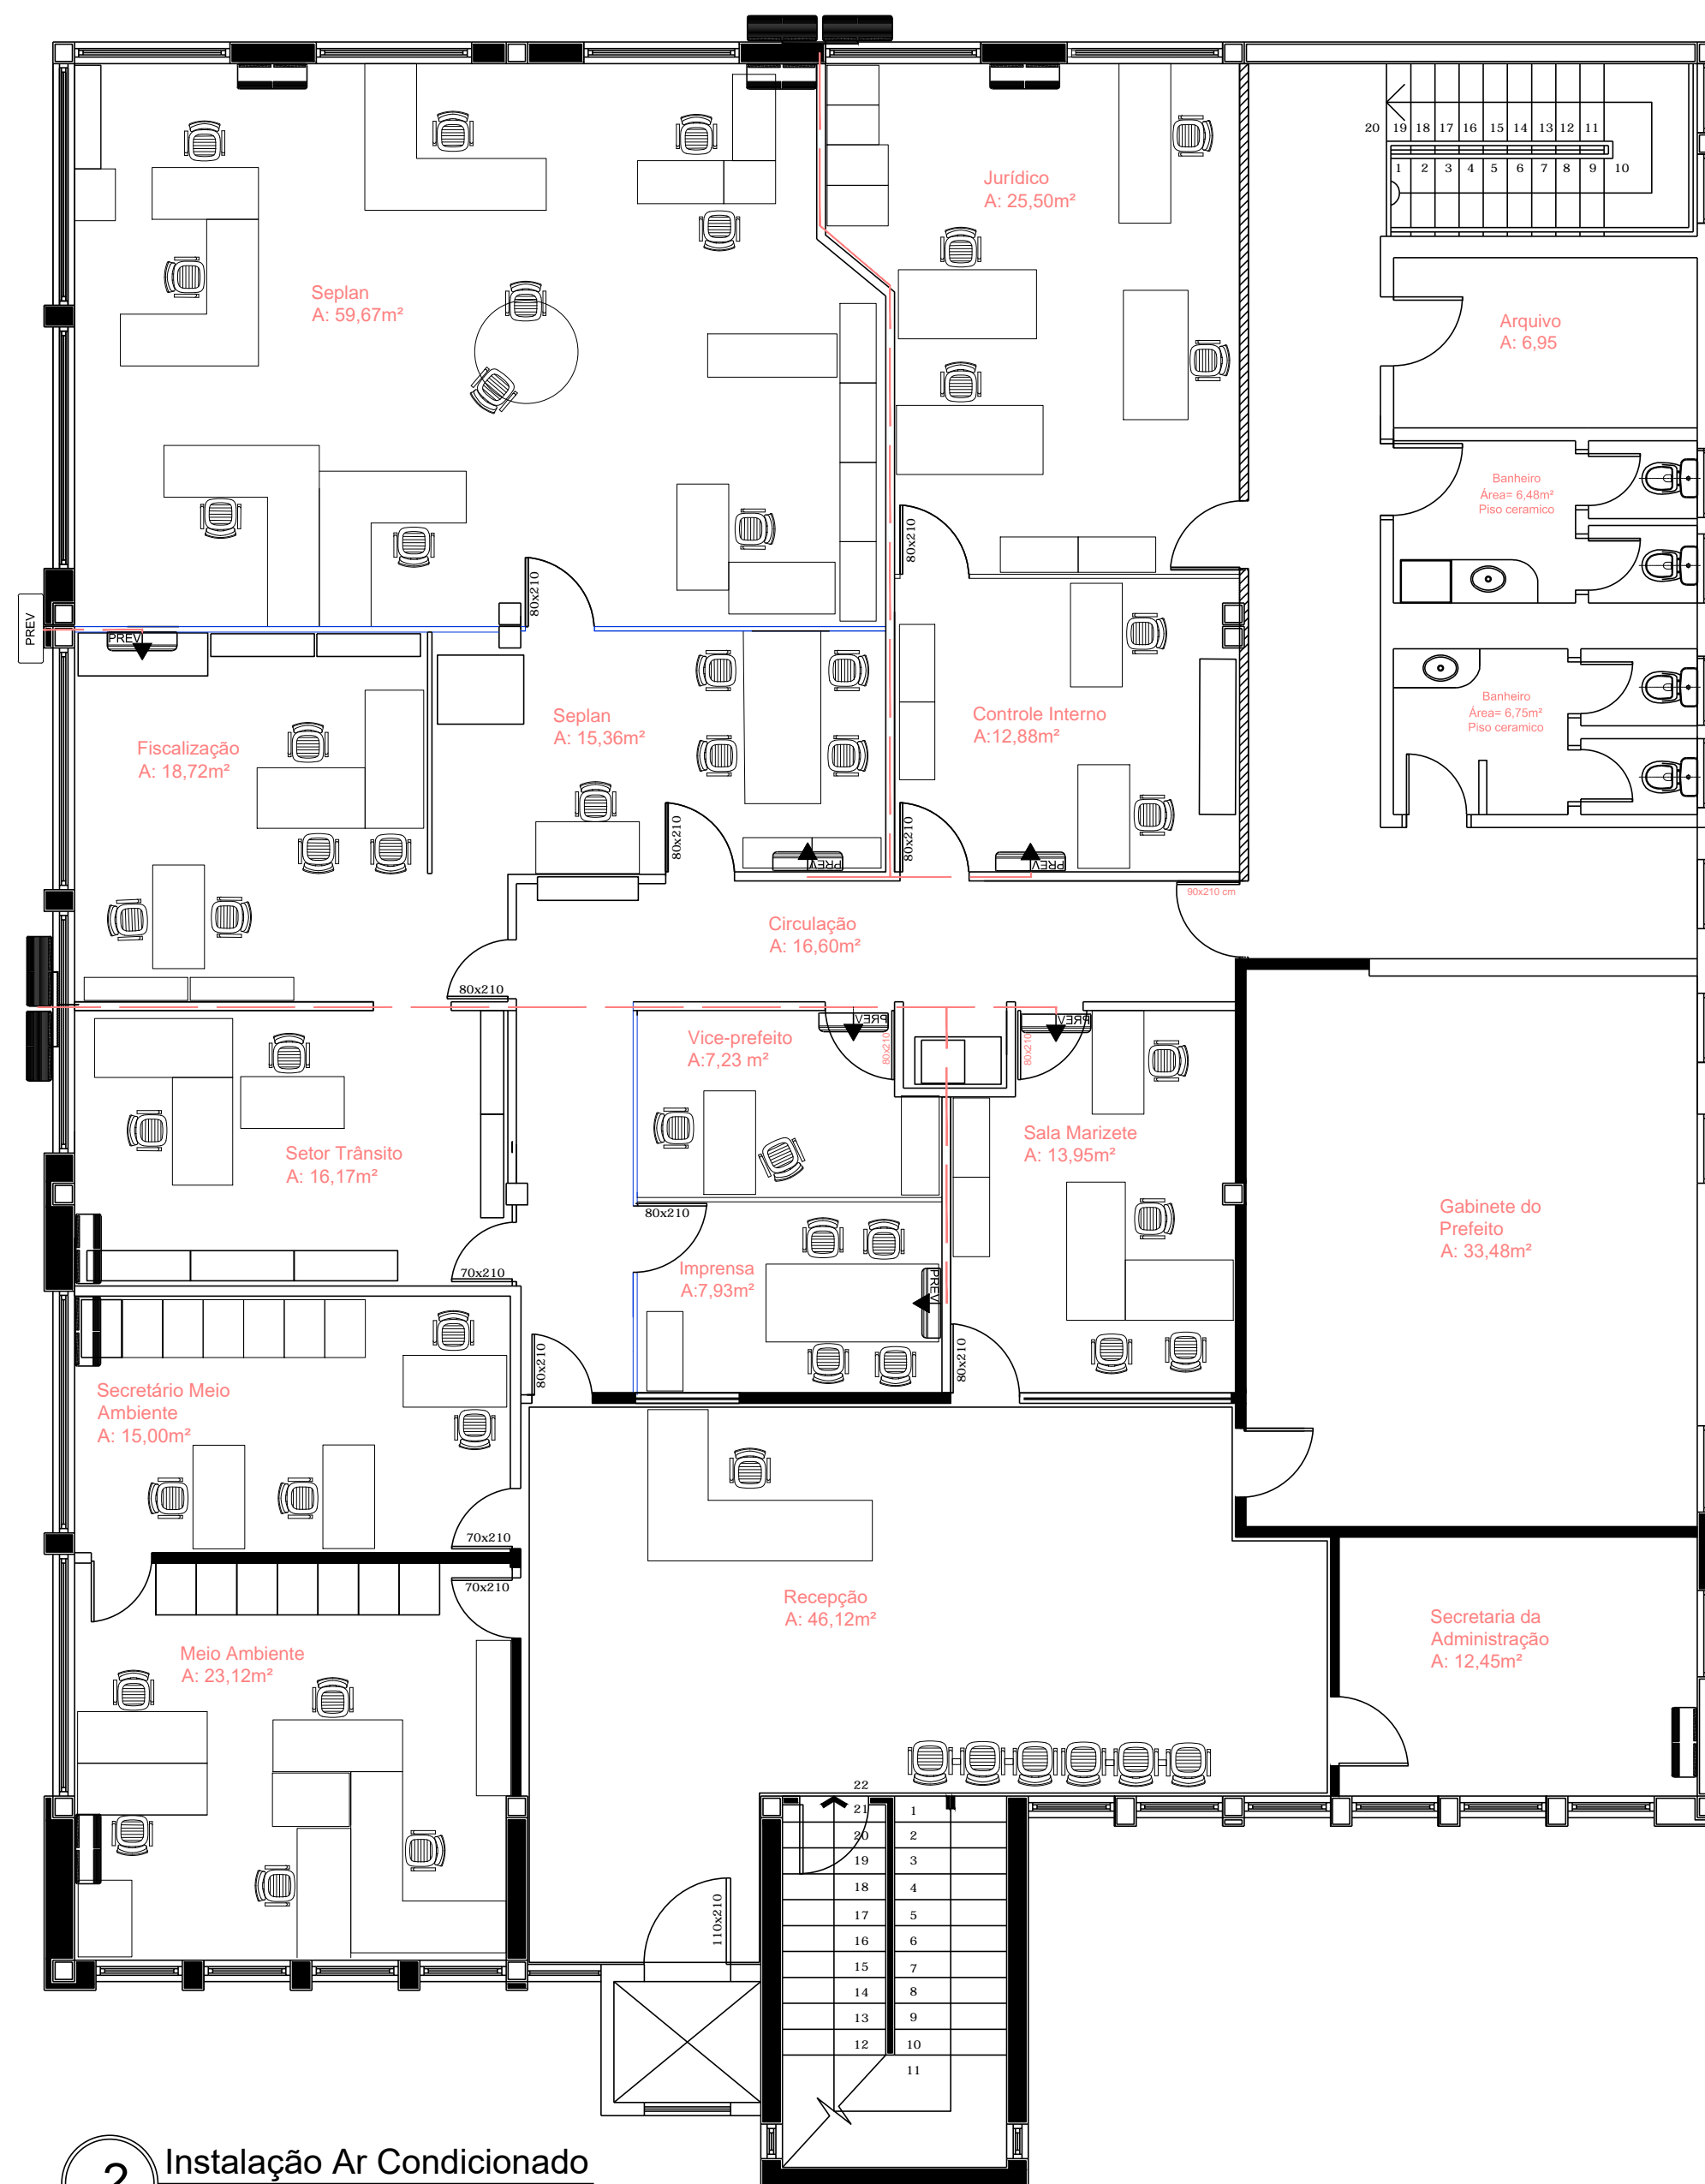 20 19 18 17 16 15 14 13 12 11
1 2 3 4 5 6 7 8 9 10
Jurídico
A: 25,50m²
Seplan
A: 59,67m²
Arquivo
A: 6,95
Banheiro
Área= 6,48m²
Piso ceramico
80x210
80x210
PREV
PREV
Banheiro
Área= 6,75m²
Piso ceramico
Seplan
A: 15,36m²
Controle Interno
A:12,88m²
Fiscalização
A: 18,72m²
80x210
80x210
PREV
PREV
90x210 cm
Circulação
A: 16,60m²
80x210
PREV
PREV
80x210
80x210
Vice-prefeito
A:7,23 m²
Sala Marizete
A: 13,95m²
Setor Trânsito
A: 16,17m²
80x210
Gabinete do
Prefeito
A: 33,48m²
70x210
Imprensa
A:7,93m²
PREV
80x210
80x210
Secretário Meio
Ambiente
A: 15,00m²
70x210
70x210
Recepção
A: 46,12m²
Secretaria da
Administração
A: 12,45m²
Meio Ambiente
A: 23,12m²
22
21 1
20 2
19 3
18 4
17 5
16 6
15 7
14 8
13 9
12 10
11
110x210
2
Instalação Ar Condicionado